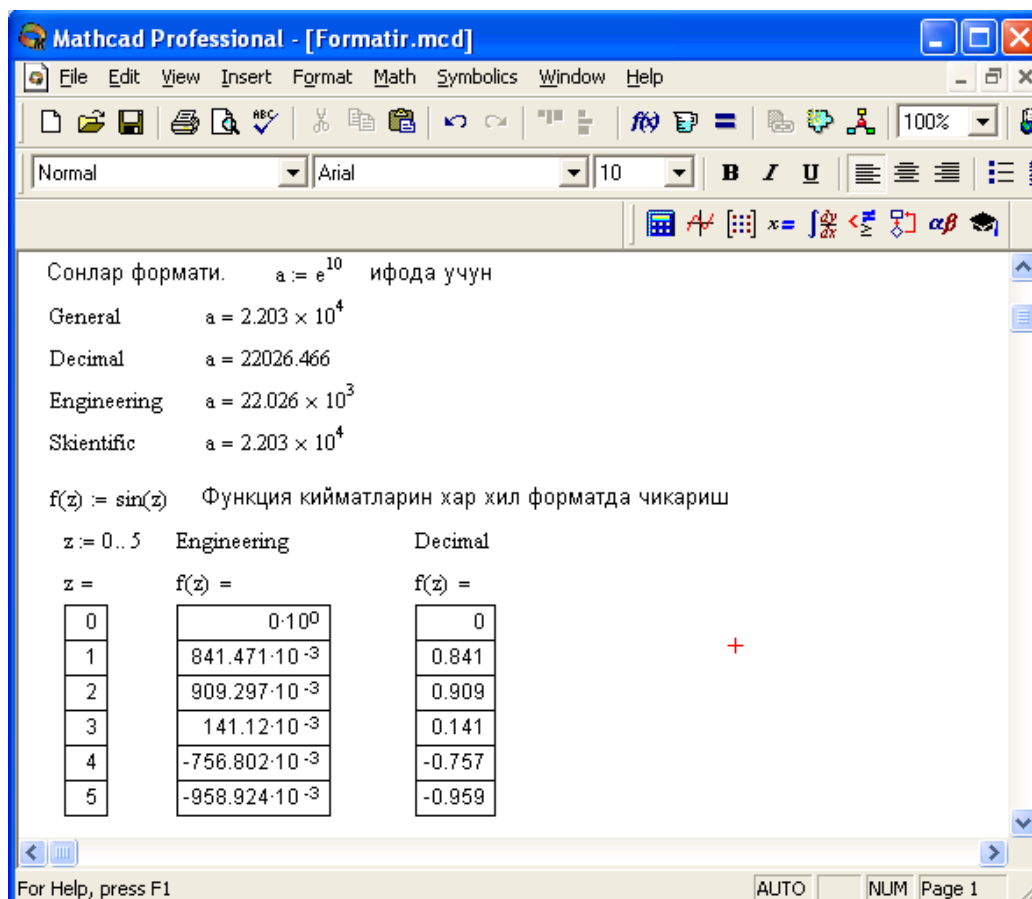 Mathcad Professional - [Formatir.mcd]
File Edit View Insert Format Math Symbolics Window Help
ABC f(x) 100%
Normal Arial 10 B I U
x= ∫ dy/dx αβ
Сонлар формати. a := e^10 ифода учун
General a = 2.203 × 10^4
Decimal a = 22026.466
Engineering a = 22.026 × 10^3
Skientific a = 2.203 × 10^4
f(z) := sin(z) Функция кийматларин хар хил форматда чикариш
z := 0.. 5 Engineering Decimal
z = f(z) = f(z) =
0 0·10^0 0
1 841.471·10^-3 0.841
2 909.297·10^-3 0.909
3 141.12·10^-3 0.141
4 -756.802·10^-3 -0.757
5 -958.924·10^-3 -0.959
For Help, press F1 AUTO NUM Page 1